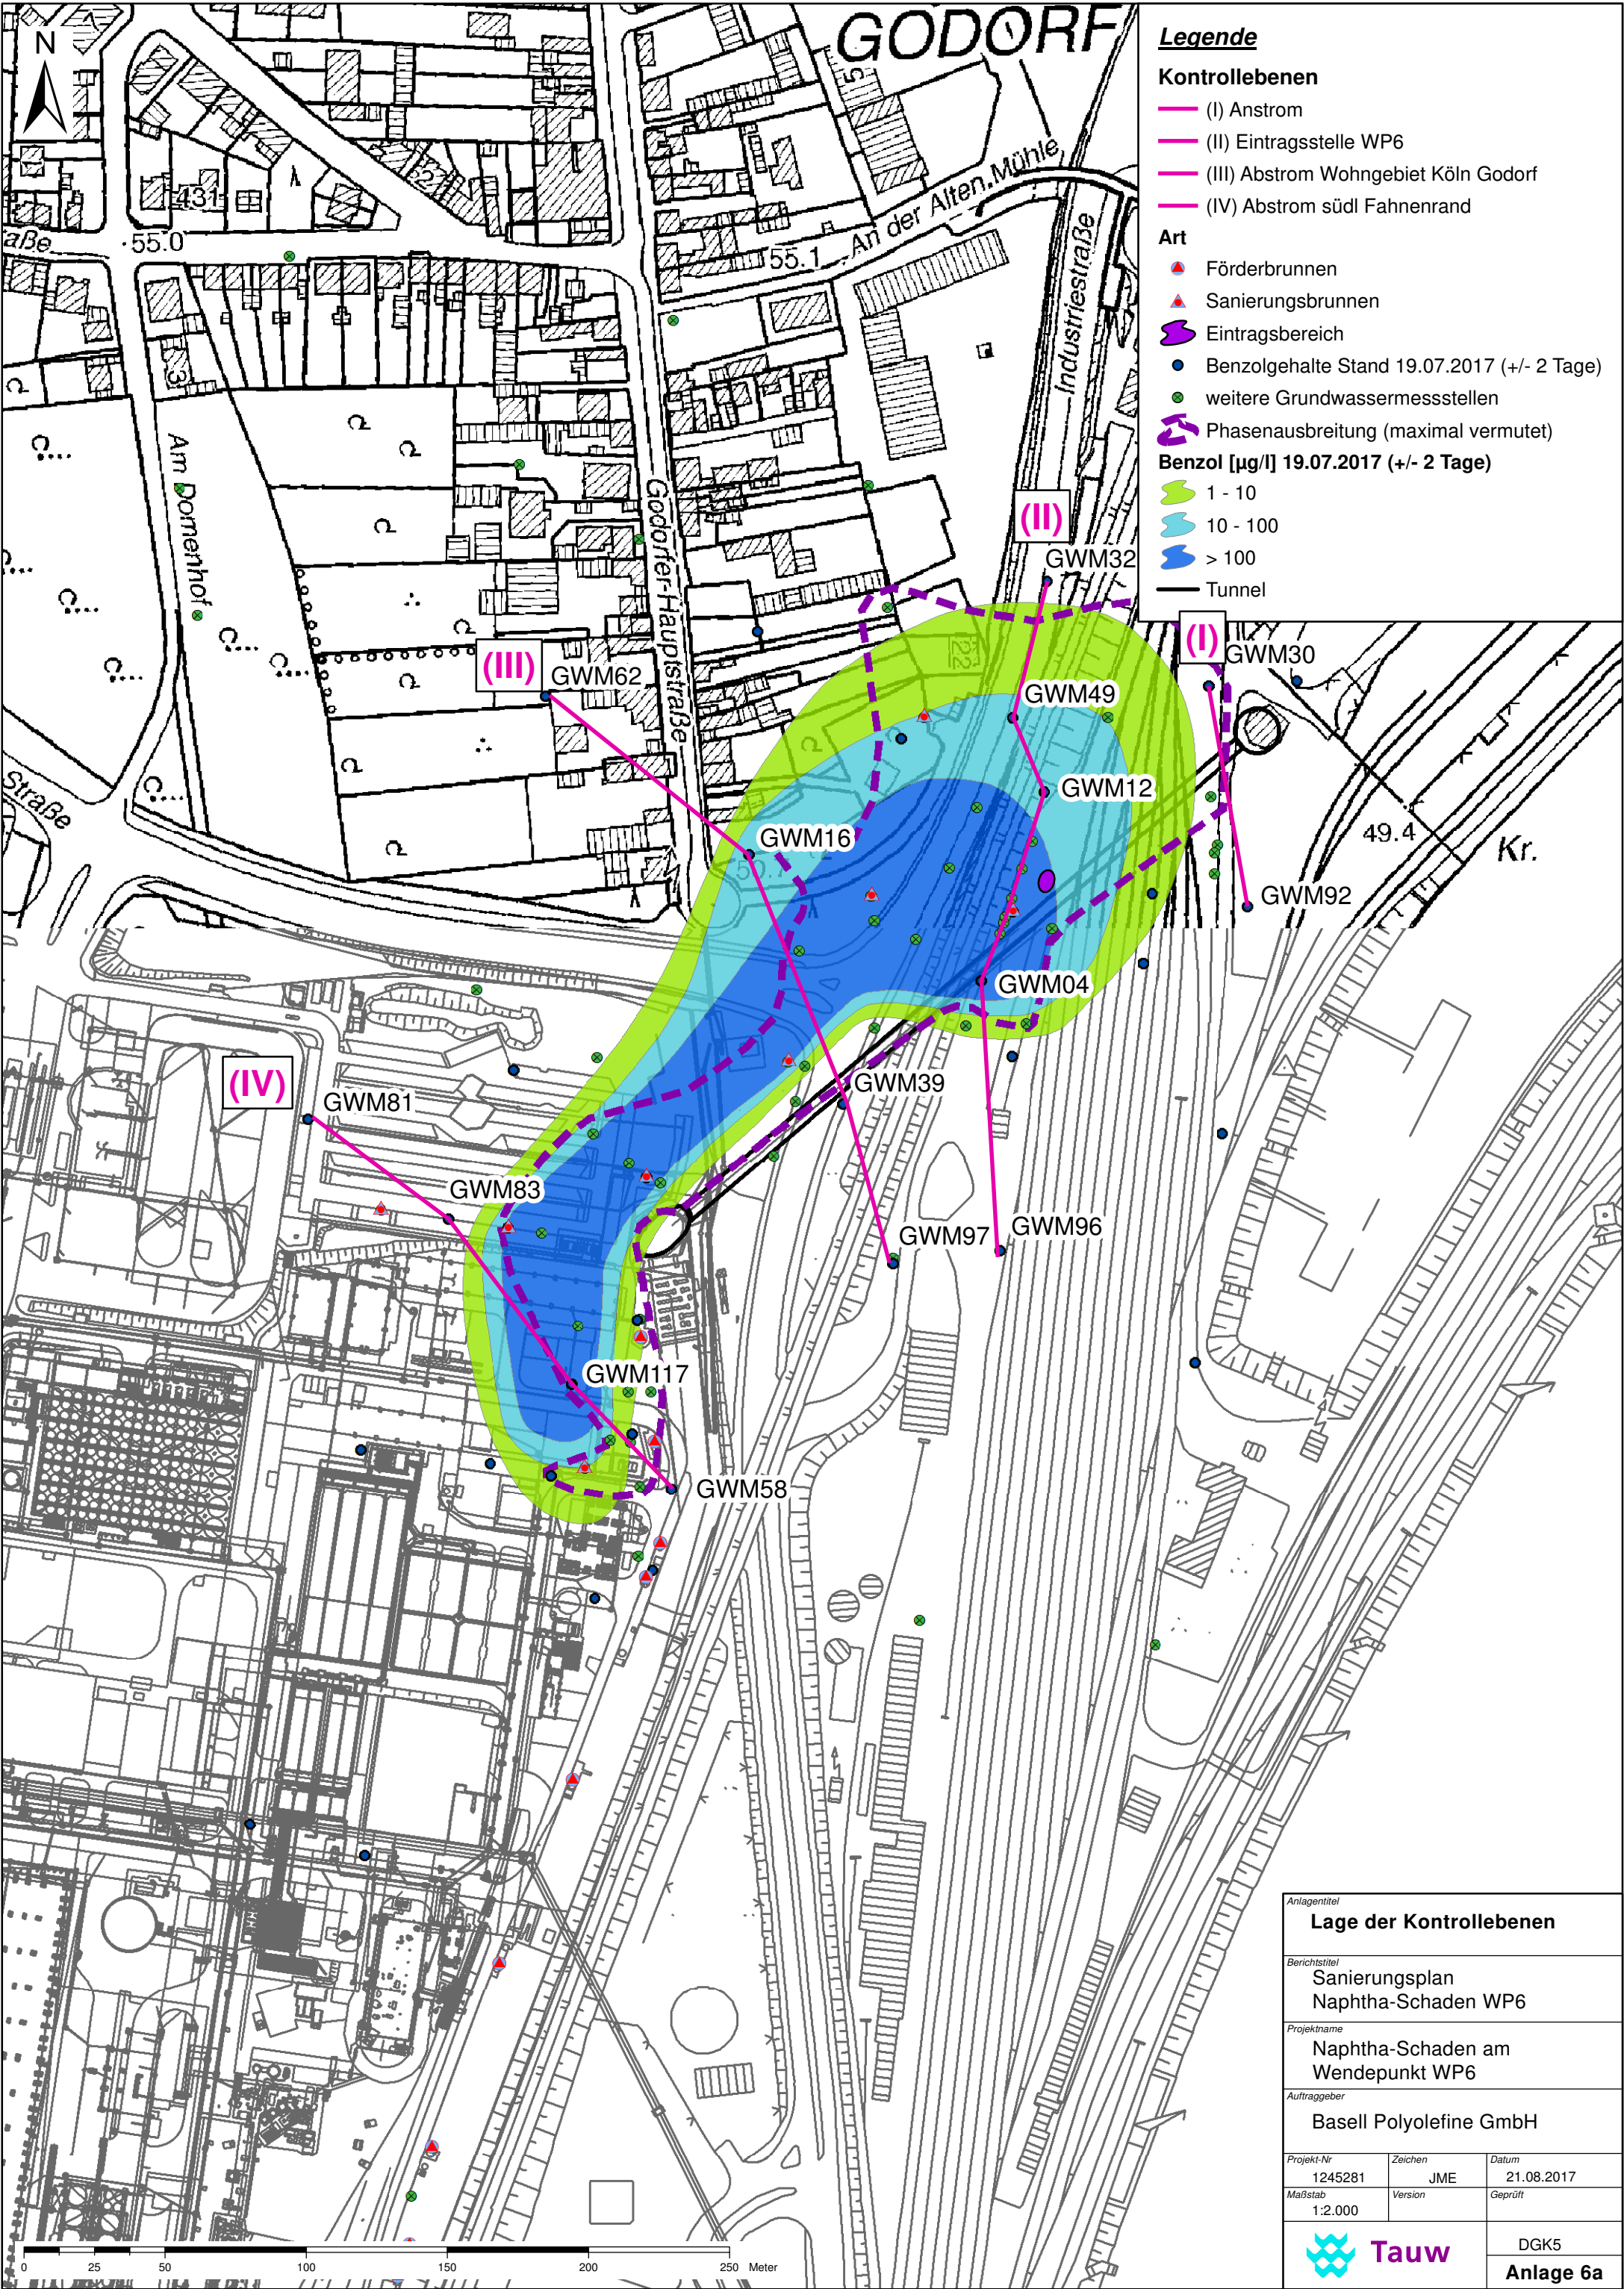 N
GODORF
431
52
5
55.0
aße
55.1
An der Alten Mühle
Industriestraße
3
Am Domenhof
Godorfer-Hauptstraße
Straße
22
49.4
Kr.
(II)
GWM32
(I)
GWM30
(III)
GWM62
GWM49
GWM12
GWM16
GWM92
GWM04
GWM39
(IV)
GWM81
GWM83
GWM97
GWM96
GWM117
GWM58
Legende
Kontrollebenen
(I) Anstrom
(II) Eintragsstelle WP6
(III) Abstrom Wohngebiet Köln Godorf
(IV) Abstrom südl Fahnenrand
Art
Förderbrunnen
Sanierungsbrunnen
Eintragsbereich
Benzolgehalte Stand 19.07.2017 (+/- 2 Tage)
weitere Grundwassermessstellen
Phasenausbreitung (maximal vermutet)
Benzol [µg/l] 19.07.2017 (+/- 2 Tage)
1 - 10
10 - 100
> 100
Tunnel
0 25 50 100 150 200 250 Meter
Anlagentitel
Lage der Kontrollebenen
Berichtstitel
Sanierungsplan
Naphtha-Schaden WP6
Projektname
Naphtha-Schaden am
Wendepunkt WP6
Auftraggeber
Basell Polyolefine GmbH
Projekt-Nr Zeichen Datum
1245281 JME 21.08.2017
Maßstab Version Geprüft
1:2.000
Tauw
DGK5
Anlage 6a